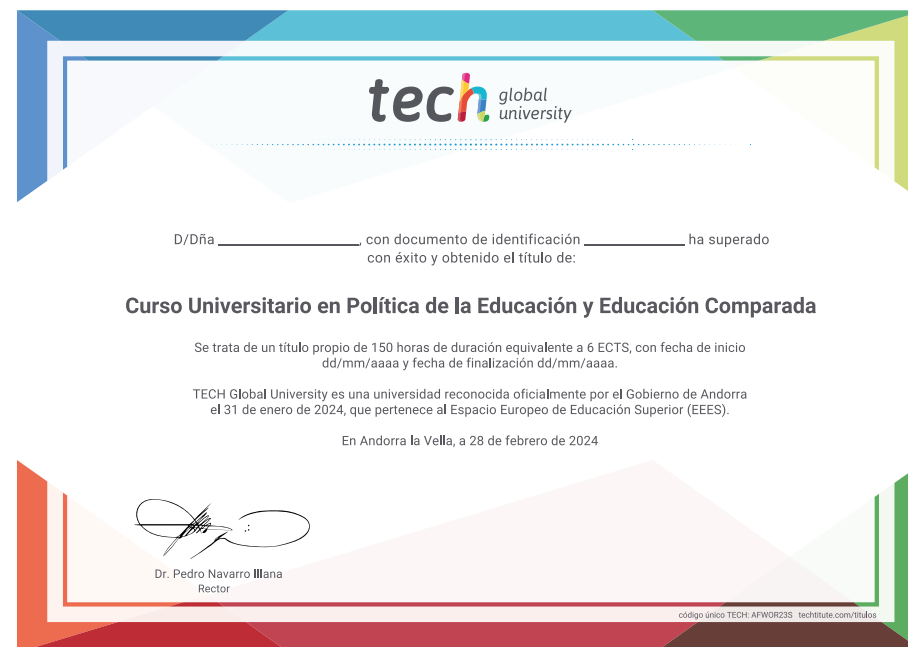 tech global university
D/Dña ____________________, con documento de identificación ______________ ha superado
con éxito y obtenido el título de:
Curso Universitario en Política de la Educación y Educación Comparada
Se trata de un título propio de 150 horas de duración equivalente a 6 ECTS, con fecha de inicio
dd/mm/aaaa y fecha de finalización dd/mm/aaaa.
TECH Global University es una universidad reconocida oficialmente por el Gobierno de Andorra
el 31 de enero de 2024, que pertenece al Espacio Europeo de Educación Superior (EEES).
En Andorra la Vella, a 28 de febrero de 2024
Dr. Pedro Navarro Illana
Rector
código único TECH: AFWOR23S techtitute.com/titulos